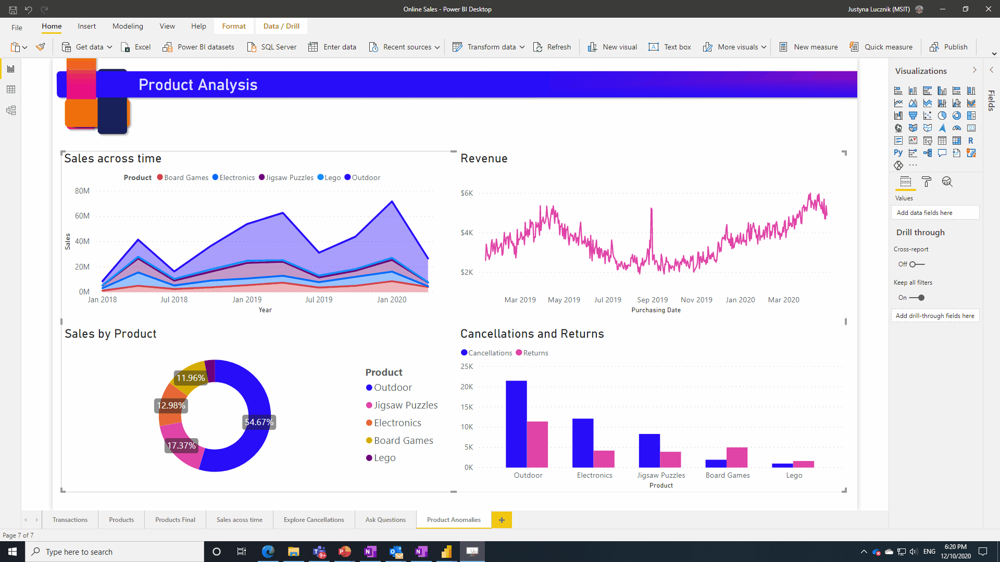 Online Sales - Power BI Desktop
Justyna Lucznik (MSIT)
File Home Insert Modeling View Help Format Data / Drill
Get data Excel Power BI datasets SQL Server Enter data Recent sources Transform data Refresh New visual Text box More visuals New measure Quick measure Publish
Product Analysis
Sales across time
Product Board Games Electronics Jigsaw Puzzles Lego Outdoor
80M
60M
40M
20M
0M
Sales
Jan 2018 Jul 2018 Jan 2019 Jul 2019 Jan 2020
Year
Revenue
$6K
$4K
$2K
Mar 2019 May 2019 Jul 2019 Sep 2019 Nov 2019 Jan 2020 Mar 2020
Purchasing Date
Sales by Product
11.96%
12.98%
54.67%
17.37%
Product
Outdoor
Jigsaw Puzzles
Electronics
Board Games
Lego
Cancellations and Returns
Cancellations Returns
25K
20K
15K
10K
5K
0K
Outdoor Electronics Jigsaw Puzzles Board Games Lego
Product
Visualizations
Fields
123
R
Py
Values
Add data fields here
Drill through
Cross-report
Off
Keep all filters
On
Add drill-through fields here
Transactions Products Products Final Sales acoss time Explore Cancellations Ask Questions Product Anomalies
Page 7 of 7
Type here to search
9+
ENG
6:20 PM
12/10/2020